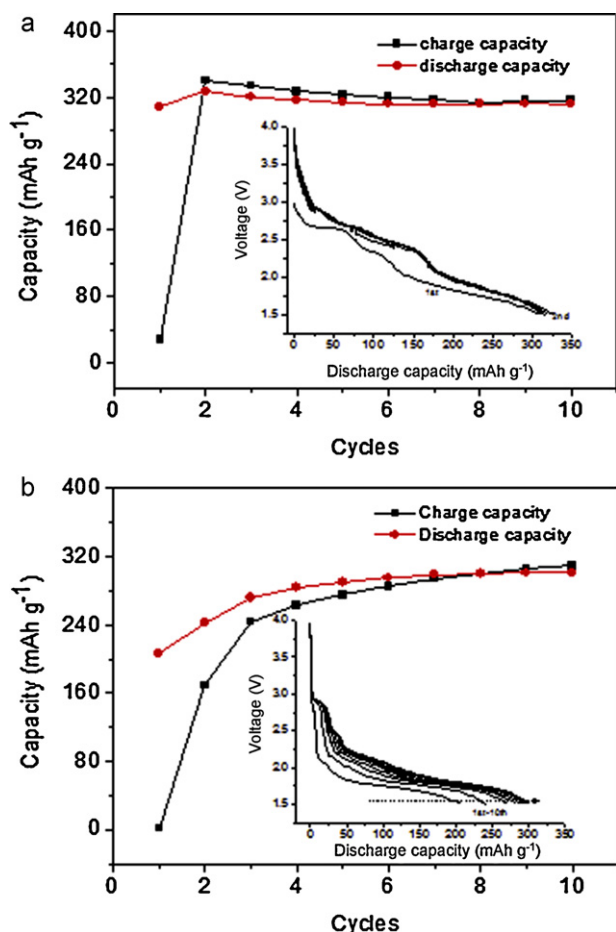 a
400
charge capacity
discharge capacity
320
240
160
80
0
Capacity (mAh g-1)
4.0
3.5
3.0
2.5
2.0
1.5
Voltage (V)
1st
2nd
0 50 100 150 200 250 300 350
Discharge capacity (mAh g-1)
0 2 4 6 8 10
Cycles
b
400
Charge capacity
Discharge capacity
320
240
160
80
0
Capacity (mAh g-1)
4.0
3.5
3.0
2.5
2.0
1.5
Voltage (V)
1st-10th
0 50 100 150 200 250 300 350
Discharge capacity (mAh g-1)
0 2 4 6 8 10
Cycles